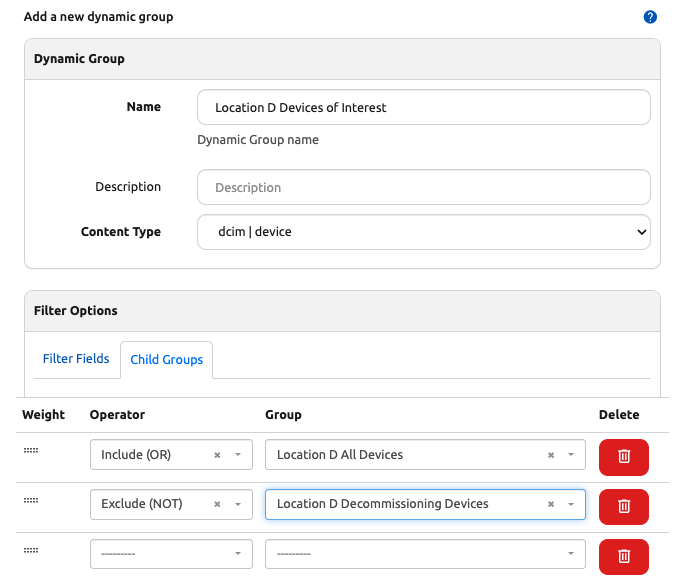 Add a new dynamic group
?
Dynamic Group
Name
Location D Devices of Interest
Dynamic Group name
Description
Description
Content Type
dcim | device
Filter Options
Filter Fields
Child Groups
Weight Operator Group Delete
Include (OR) × Location D All Devices ×
Exclude (NOT) × Location D Decommissioning Devices ×
--------- ---------